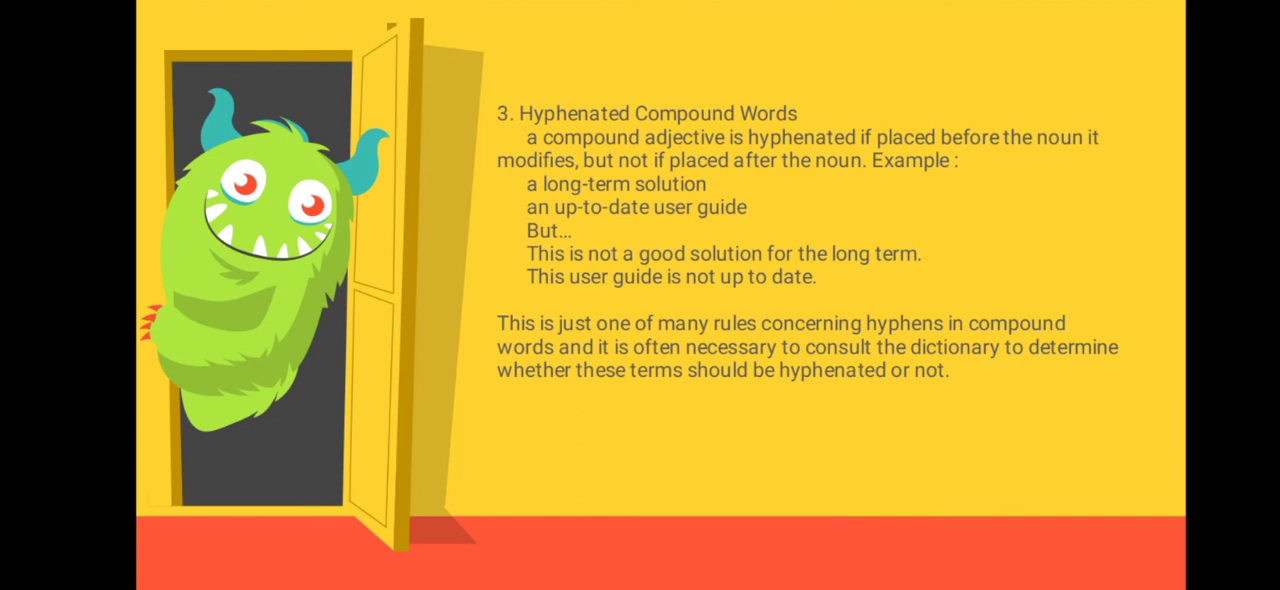 3. Hyphenated Compound Words
a compound adjective is hyphenated if placed before the noun it
modifies, but not if placed after the noun. Example :
a long-term solution
an up-to-date user guide
But...
This is not a good solution for the long term.
This user guide is not up to date.
This is just one of many rules concerning hyphens in compound
words and it is often necessary to consult the dictionary to determine
whether these terms should be hyphenated or not.